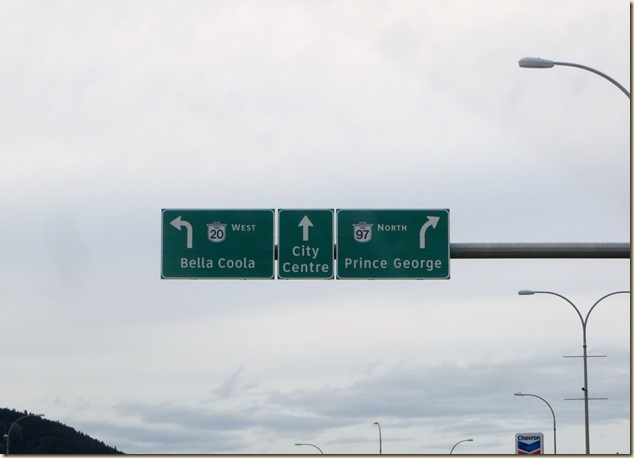 20 WEST
Bella Coola
City
Centre
97 NORTH
Prince George
Chevron